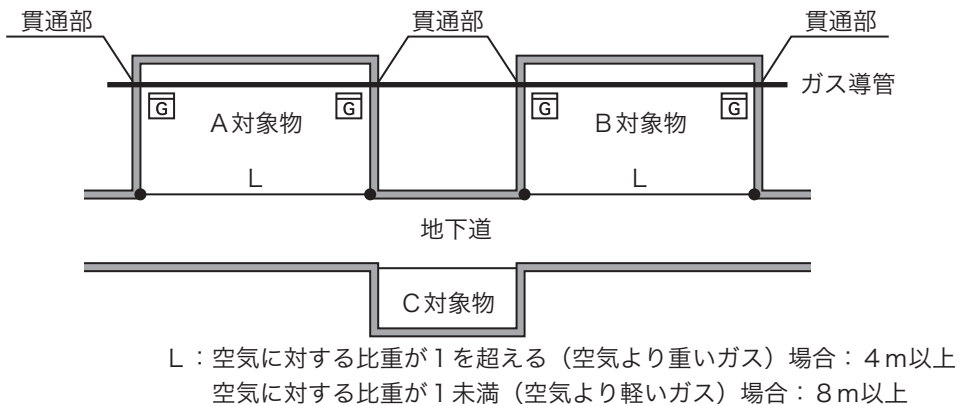 貫通部
貫通部
貫通部
ガス導管
G
G
G
G
A対象物
B対象物
L
L
地下道
C対象物
L：空気に対する比重が1を超える（空気より重いガス）場合：4m以上
空気に対する比重が1未満（空気より軽いガス）場合：8m以上